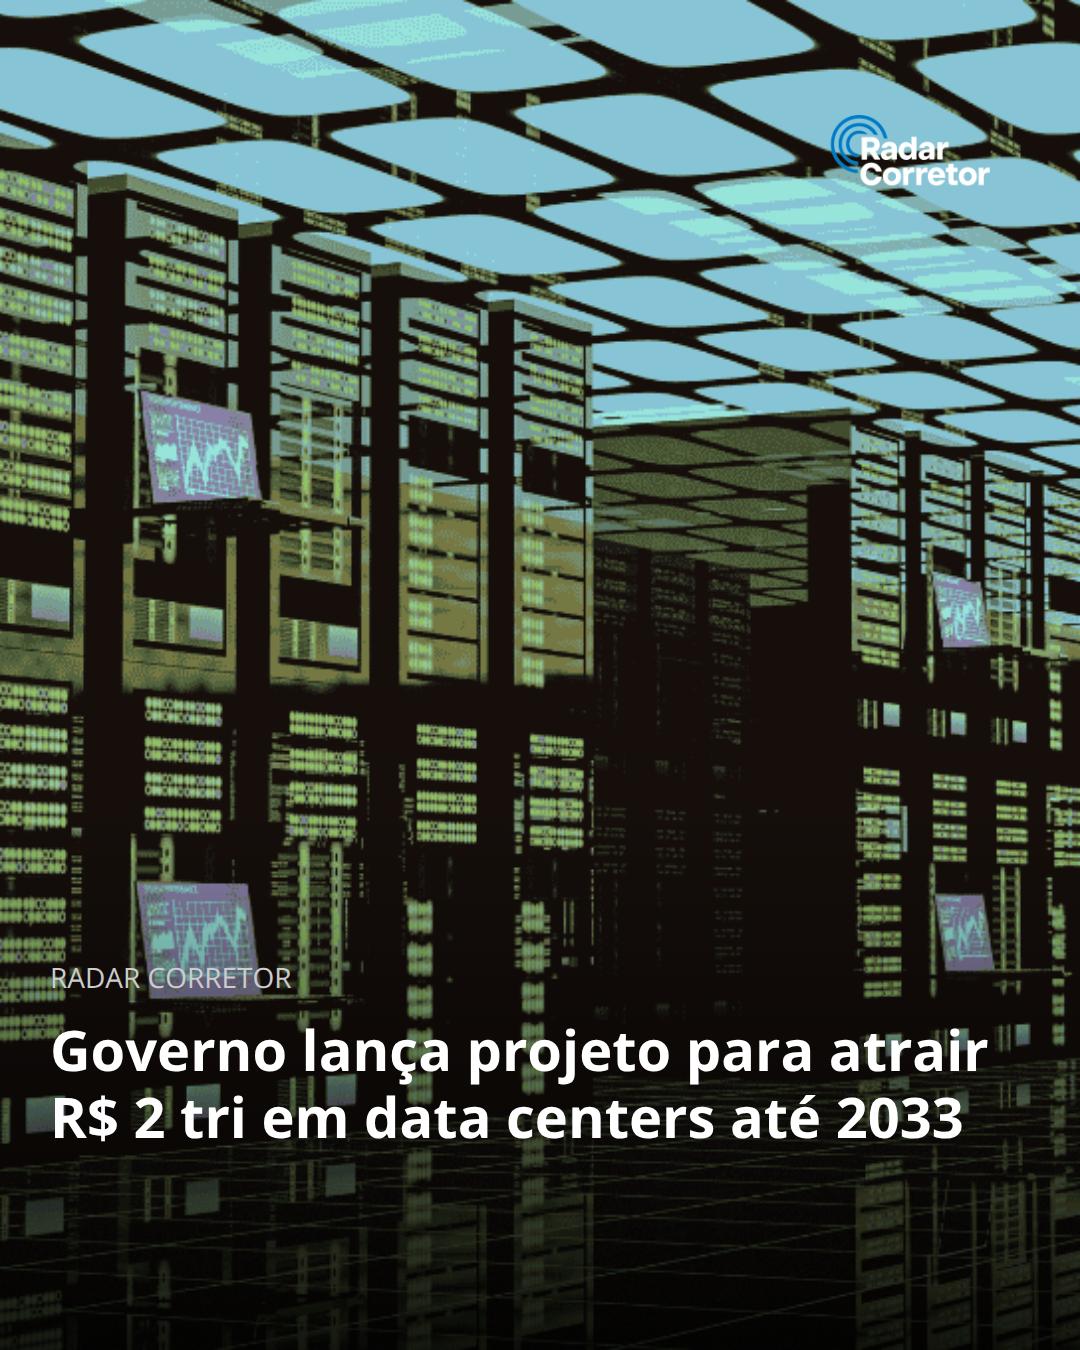 Radar
Corretor
RADAR CORRETOR
Governo lança projeto para atrair
R$ 2 tri em data centers até 2033